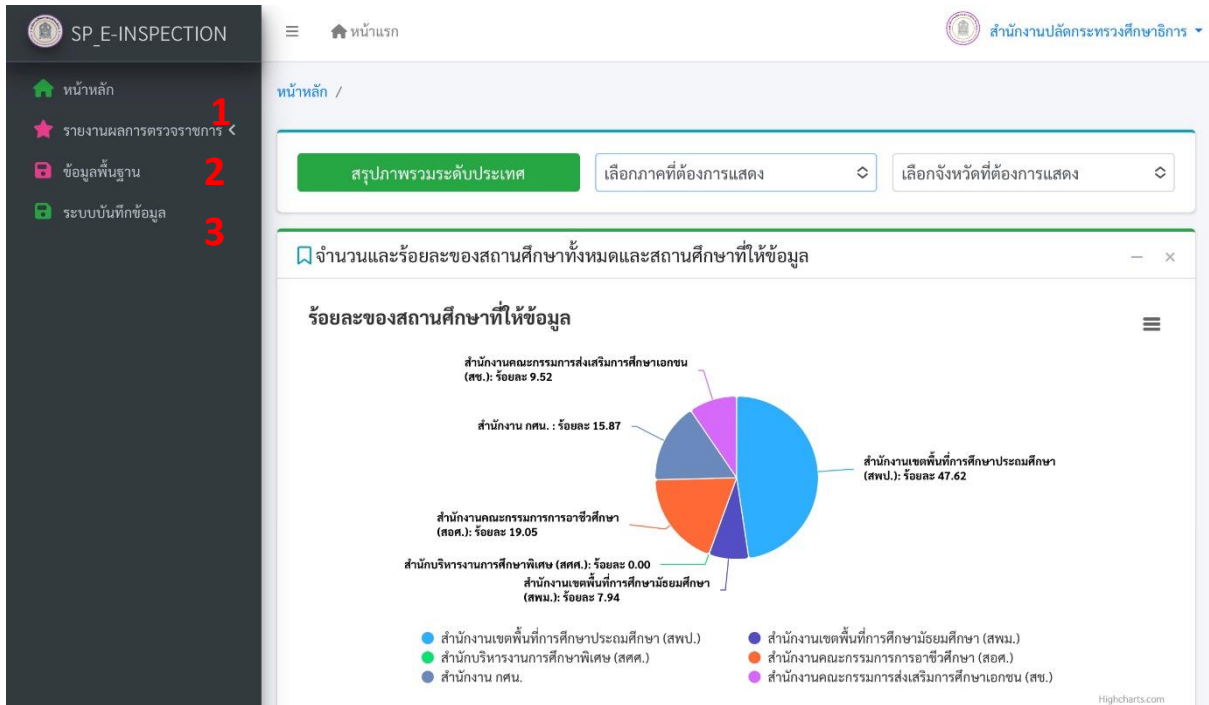 SP_E-INSPECTION
หน้าแรก
สำนักงานปลัดกระทรวงศึกษาธิการ
หน้าหลัก
รายงานผลการตรวจราชการ
1
ข้อมูลพื้นฐาน
2
ระบบบันทึกข้อมูล
3
หน้าหลัก /
สรุปภาพรวมระดับประเทศ
เลือกภาคที่ต้องการแสดง
เลือกจังหวัดที่ต้องการแสดง
จำนวนและร้อยละของสถานศึกษาทั้งหมดและสถานศึกษาที่ให้ข้อมูล
ร้อยละของสถานศึกษาที่ให้ข้อมูล
สำนักงานคณะกรรมการส่งเสริมการศึกษาเอกชน
(สช.): ร้อยละ 9.52
สำนักงาน กศน. : ร้อยละ 15.87
สำนักงานเขตพื้นที่การศึกษาประถมศึกษา
(สพป.): ร้อยละ 47.62
สำนักงานคณะกรรมการการอาชีวศึกษา
(สอศ.): ร้อยละ 19.05
สำนักบริหารงานการศึกษาพิเศษ (สศศ.): ร้อยละ 0.00
สำนักงานเขตพื้นที่การศึกษามัธยมศึกษา
(สพม.): ร้อยละ 7.94
สำนักงานเขตพื้นที่การศึกษาประถมศึกษา (สพป.)
สำนักงานเขตพื้นที่การศึกษามัธยมศึกษา (สพม.)
สำนักบริหารงานการศึกษาพิเศษ (สศศ.)
สำนักงานคณะกรรมการการอาชีวศึกษา (สอศ.)
สำนักงาน กศน.
สำนักงานคณะกรรมการส่งเสริมการศึกษาเอกชน (สช.)
Highcharts.com